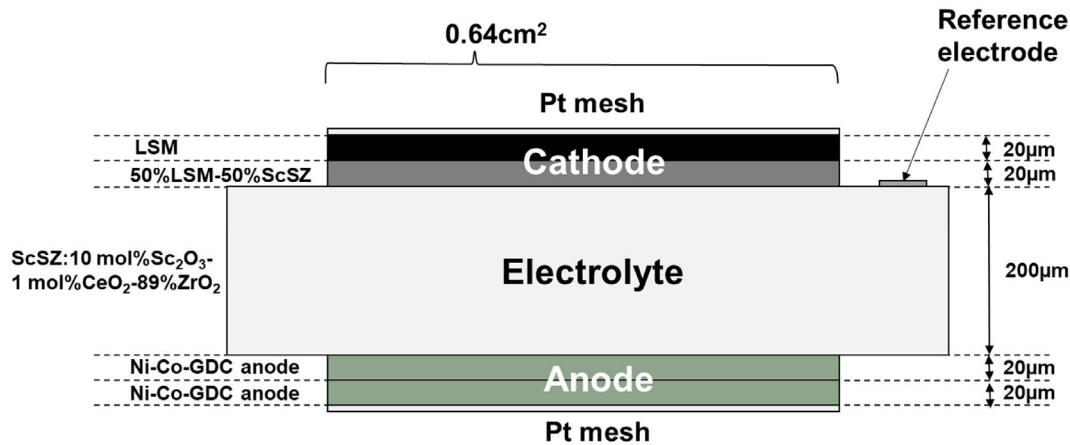 Reference
electrode
0.64cm²
Pt mesh
LSM
Cathode
20µm
50%LSM-50%ScSZ
20µm
ScSZ:10 mol%Sc₂O₃-
1 mol%CeO₂-89%ZrO₂
Electrolyte
200µm
Ni-Co-GDC anode
Anode
20µm
Ni-Co-GDC anode
20µm
Pt mesh